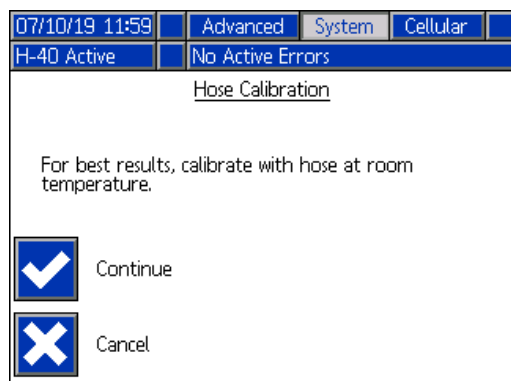 07/10/19 11:59 Advanced System Cellular
H-40 Active No Active Errors
Hose Calibration
For best results, calibrate with hose at room
temperature.
Continue
Cancel